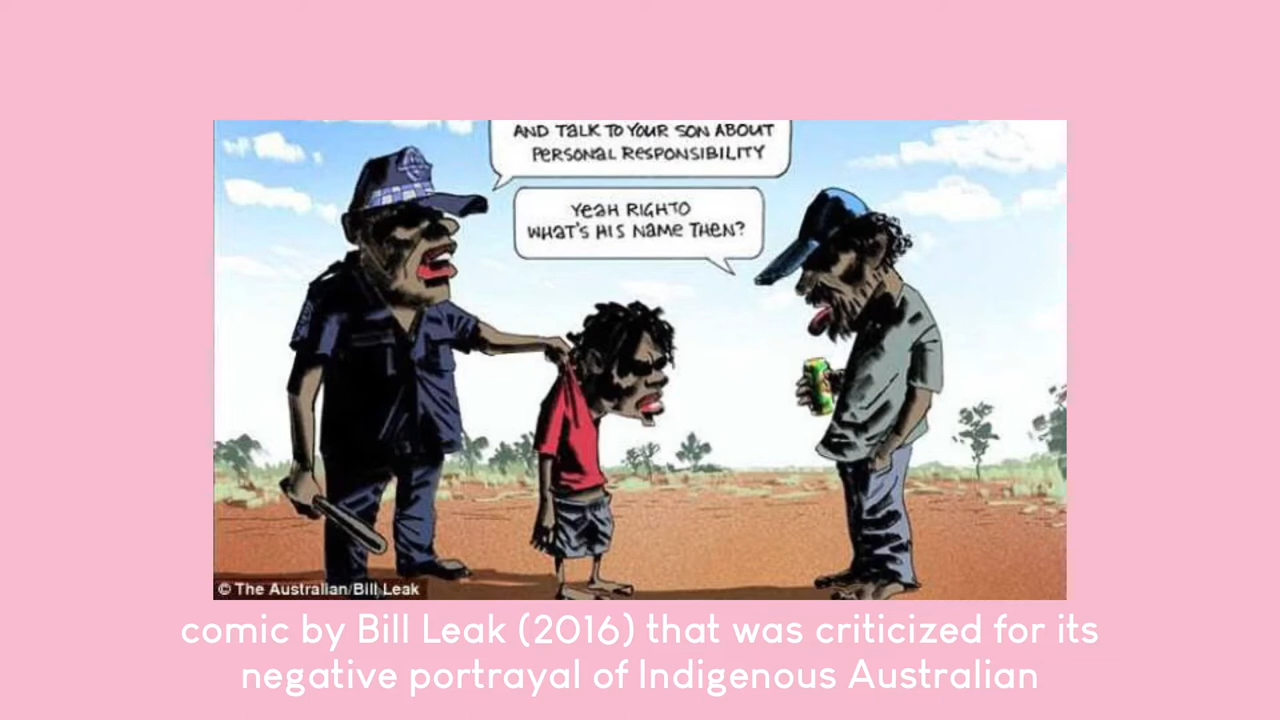 AND TALK TO YOUR SON ABOUT
PERSONAL RESPONSIBILITY
YEAH RIGHTO
WHAT'S HIS NAME THEN?
© The Australian/Bill Leak
comic by Bill Leak (2016) that was criticized for its
negative portrayal of Indigenous Australian